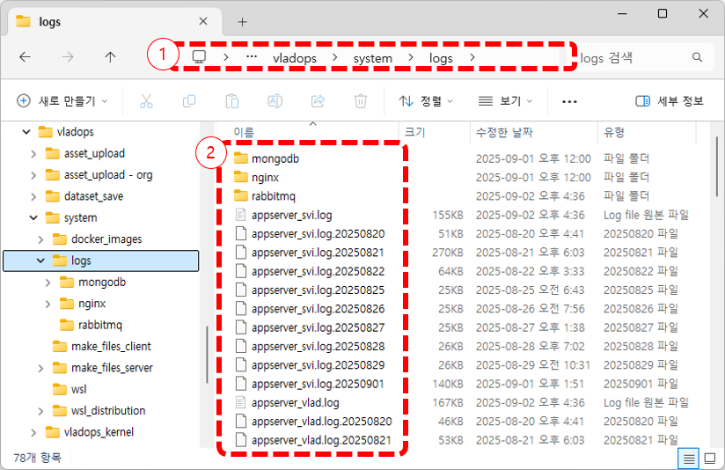 logs
1
vladops
system
logs
logs 검색
새로 만들기
정렬
보기
세부 정보
vladops
asset_upload
asset_upload - org
dataset_save
system
docker_images
logs
mongodb
nginx
rabbitmq
make_files_client
make_files_server
wsl
wsl_distribution
vladops_kernel
2
이름 크기 수정한 날짜 유형
mongodb 2025-09-01 오후 12:00 파일 폴더
nginx 2025-09-01 오후 12:00 파일 폴더
rabbitmq 2025-09-02 오후 4:36 파일 폴더
appserver_svi.log 155KB 2025-09-02 오후 4:36 Log file 원본 파일
appserver_svi.log.20250820 51KB 2025-08-20 오후 4:41 20250820 파일
appserver_svi.log.20250821 270KB 2025-08-21 오후 6:03 20250821 파일
appserver_svi.log.20250822 64KB 2025-08-22 오후 3:33 20250822 파일
appserver_svi.log.20250825 25KB 2025-08-25 오전 6:43 20250825 파일
appserver_svi.log.20250826 25KB 2025-08-26 오전 7:56 20250826 파일
appserver_svi.log.20250827 25KB 2025-08-27 오후 1:38 20250827 파일
appserver_svi.log.20250828 26KB 2025-08-28 오후 7:02 20250828 파일
appserver_svi.log.20250829 26KB 2025-08-29 오전 10:31 20250829 파일
appserver_svi.log.20250901 140KB 2025-09-01 오후 1:51 20250901 파일
appserver_vlad.log 167KB 2025-09-02 오후 4:36 Log file 원본 파일
appserver_vlad.log.20250820 46KB 2025-08-20 오후 4:41 20250820 파일
appserver_vlad.log.20250821 53KB 2025-08-21 오후 6:03 20250821 파일
78개 항목